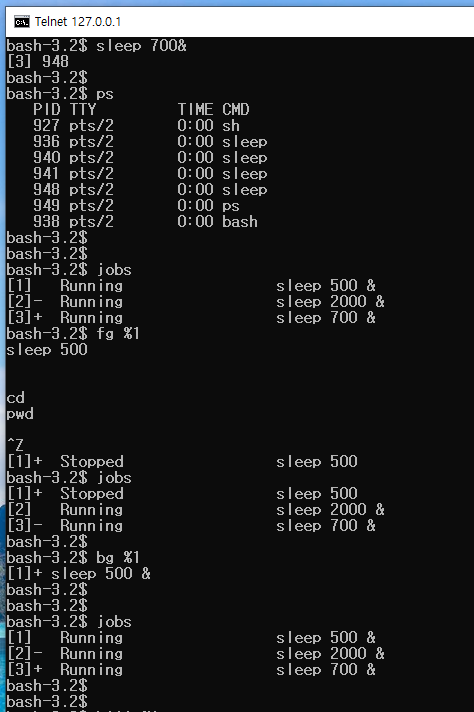 Telnet 127.0.0.1
bash-3.2$ sleep 700&
[3] 948
bash-3.2$
bash-3.2$ ps
PID TTY TIME CMD
927 pts/2 0:00 sh
936 pts/2 0:00 sleep
940 pts/2 0:00 sleep
941 pts/2 0:00 sleep
948 pts/2 0:00 sleep
949 pts/2 0:00 ps
938 pts/2 0:00 bash
bash-3.2$
bash-3.2$
bash-3.2$ jobs
[1] Running sleep 500 &
[2]- Running sleep 2000 &
[3]+ Running sleep 700 &
bash-3.2$ fg %1
sleep 500
cd
pwd
^Z
[1]+ Stopped sleep 500
bash-3.2$ jobs
[1]+ Stopped sleep 500
[2] Running sleep 2000 &
[3]- Running sleep 700 &
bash-3.2$
bash-3.2$ bg %1
[1]+ sleep 500 &
bash-3.2$
bash-3.2$
bash-3.2$ jobs
[1] Running sleep 500 &
[2]- Running sleep 2000 &
[3]+ Running sleep 700 &
bash-3.2$
bash-3.2$